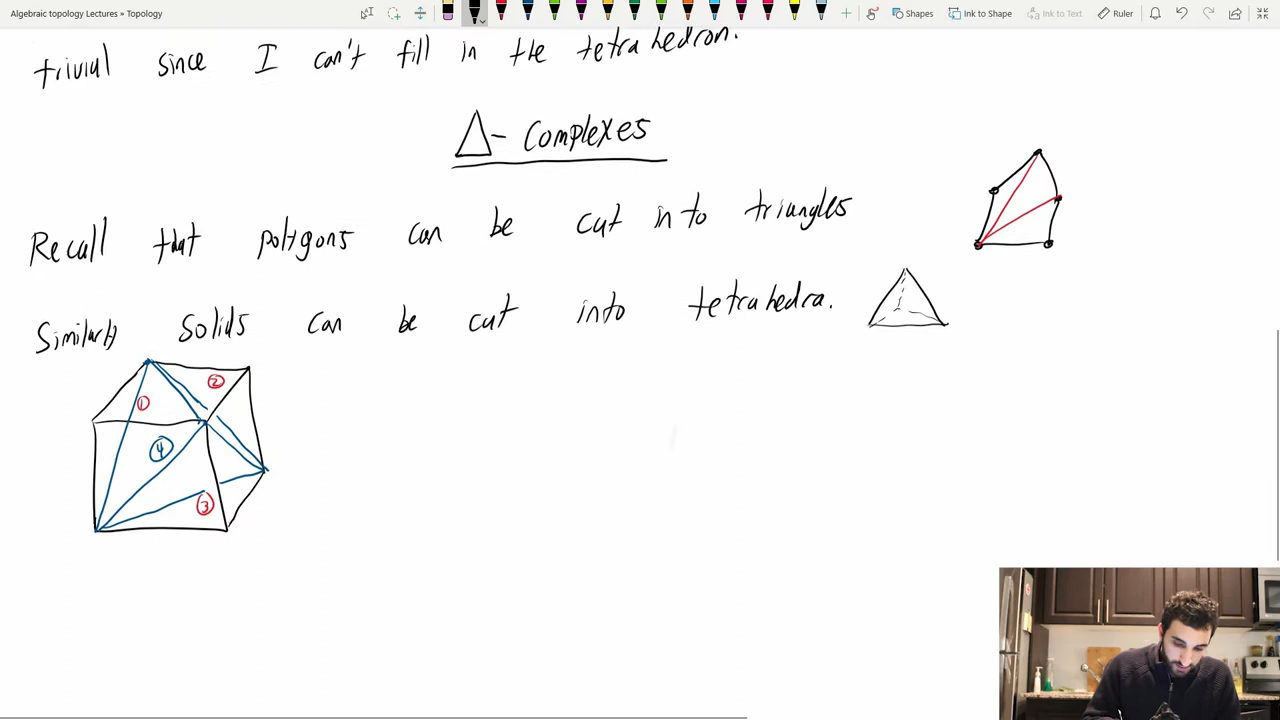 Algebraic topology Lectures » Topology
Shapes Ink to Shape Ink to Text Ruler
trivial since I can't fill in the tetrahedron.
Δ- Complexes
Recall that polygons can be cut into triangles
Similarly solids can be cut into tetrahedra.
① ②
④
③